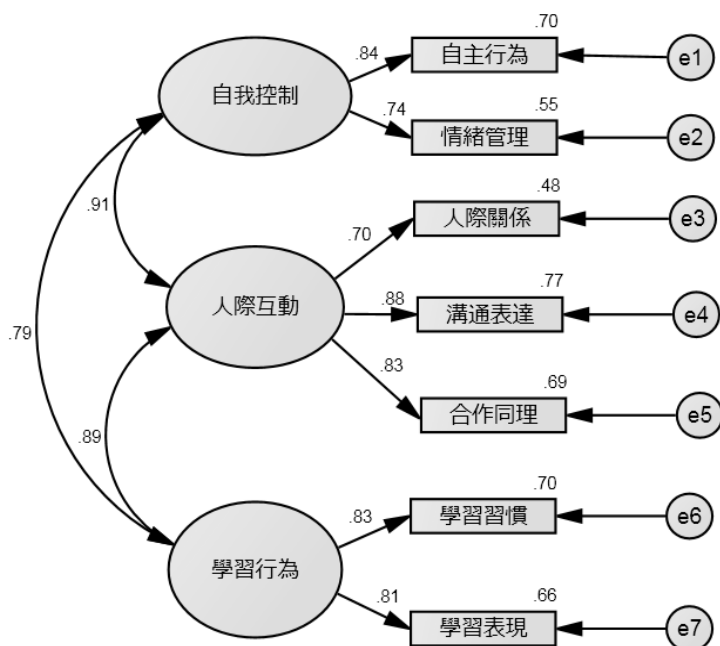 .70
.84
自主行為
e1
自我控制
.74
.55
情緒管理
e2
.91
.48
.70
人際關係
e3
人際互動
.77
.88
溝通表達
e4
.79
.83
.69
合作同理
e5
.89
.70
.83
學習習慣
e6
學習行為
.81
.66
學習表現
e7